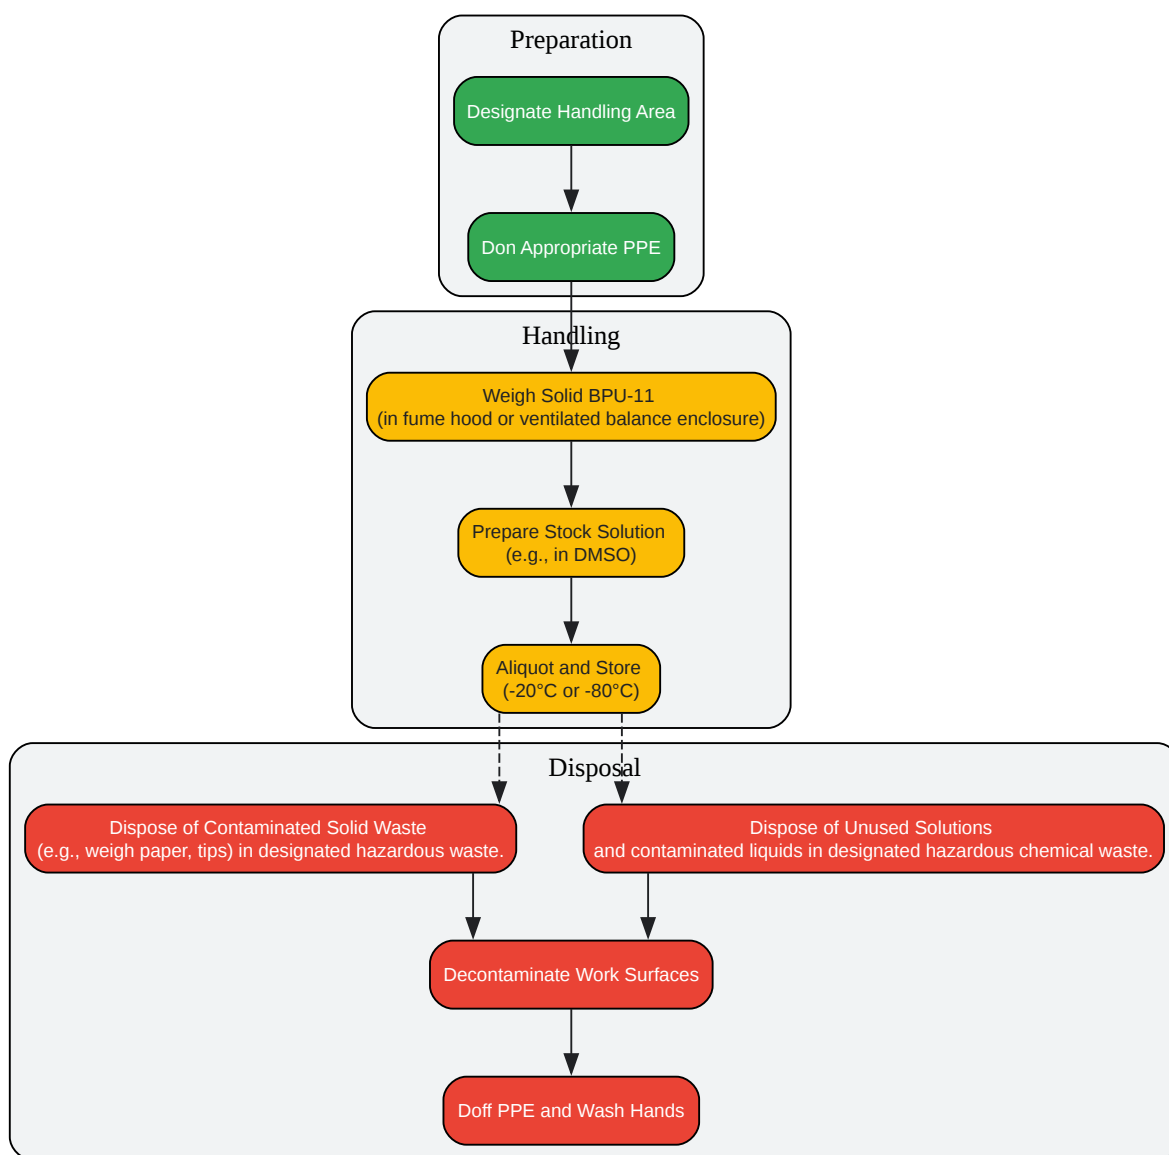 Preparation
Designate Handling Area
Don Appropriate PPE
Handling
Weigh Solid BPU-11
(in fume hood or ventilated balance enclosure)
Prepare Stock Solution
(e.g., in DMSO)
Aliquot and Store
(-20°C or -80°C)
Disposal
Dispose of Contaminated Solid Waste
(e.g., weigh paper, tips) in designated hazardous waste.
Dispose of Unused Solutions
and contaminated liquids in designated hazardous chemical waste.
Decontaminate Work Surfaces
Doff PPE and Wash Hands